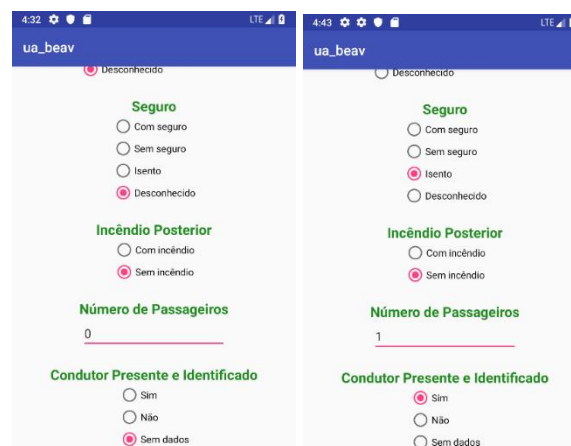 4:32 LTE
ua_beav
Desconhecido
Seguro
Com seguro
Sem seguro
Isento
Desconhecido
Incêndio Posterior
Com incêndio
Sem incêndio
Número de Passageiros
0
Condutor Presente e Identificado
Sim
Não
Sem dados
4:43 LTE
ua_beav
Desconhecido
Seguro
Com seguro
Sem seguro
Isento
Desconhecido
Incêndio Posterior
Com incêndio
Sem incêndio
Número de Passageiros
1
Condutor Presente e Identificado
Sim
Não
Sem dados